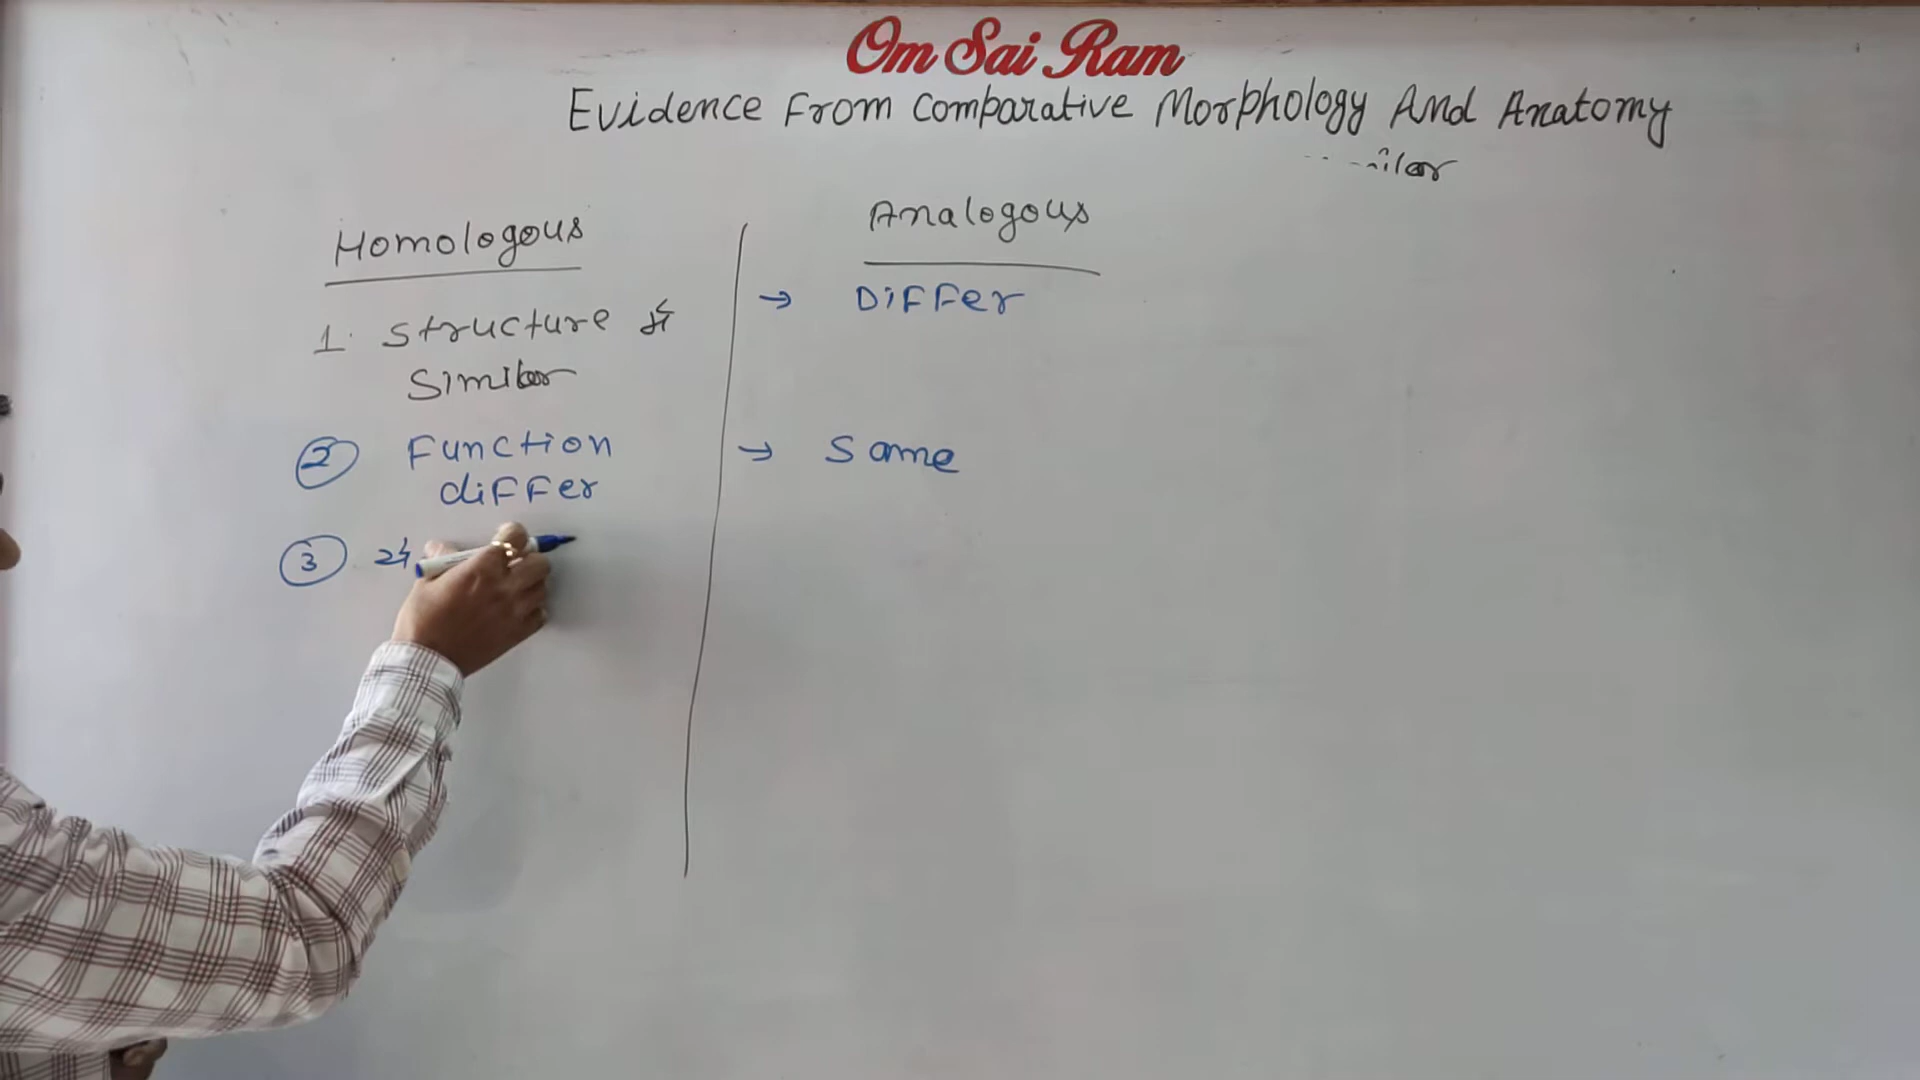 Om Sai Ram
Evidence From Comparative Morphology And Anatomy
Homologous
Analogous
1. Structure में
Similar
→ Differ
2 Function
differ
→ Same
3